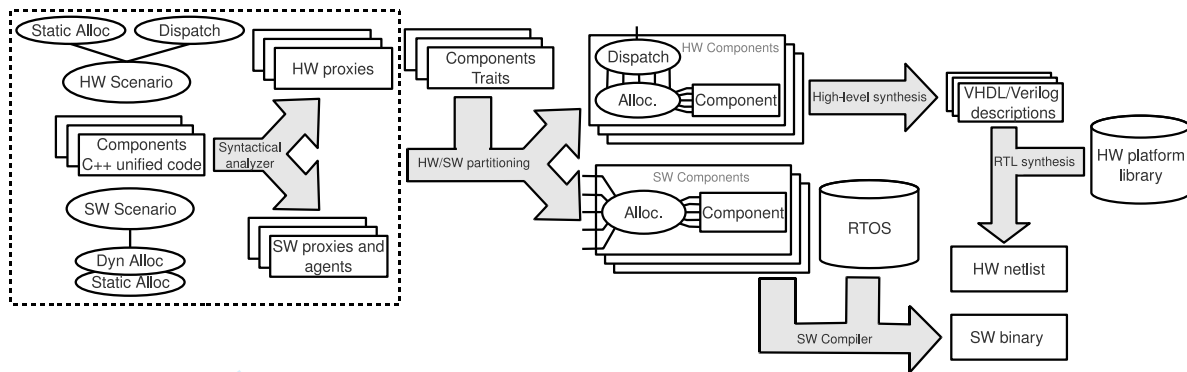 Static Alloc
Dispatch
HW Scenario
Components
C++ unified code
SW Scenario
Dyn Alloc
Static Alloc
Syntactical
analyzer
HW proxies
SW proxies and
agents
Components
Traits
HW/SW partitioning
HW Components
Dispatch
Alloc.
Component
SW Components
Alloc.
Component
RTOS
High-level synthesis
VHDL/Verilog
descriptions
RTL synthesis
HW platform
library
HW netlist
SW Compiler
SW binary